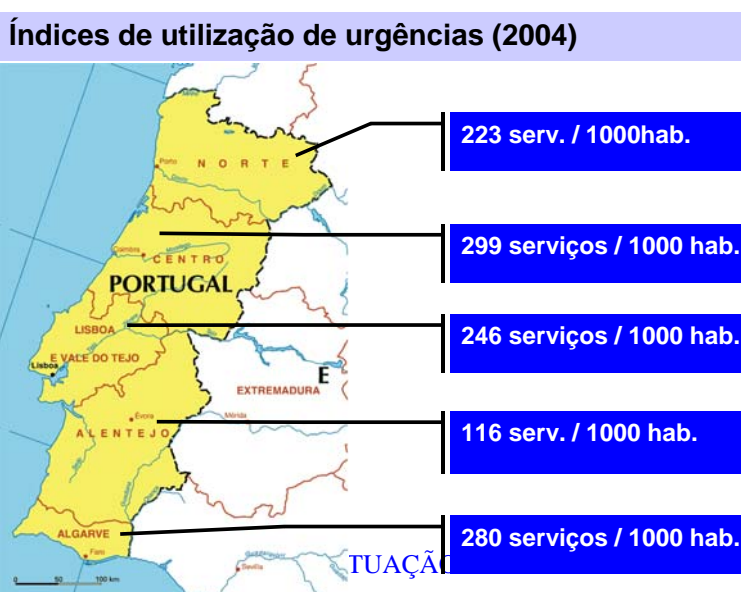 Índices de utilização de urgências (2004)
223 serv. / 1000hab.
Porto
N O R T E
299 serviços / 1000 hab.
Coimbra
C E N T R O
PORTUGAL
LISBOA
246 serviços / 1000 hab.
E VALE DO TEJO
Lisboa
E
EXTREMADURA
Évora
Mérida
116 serv. / 1000 hab.
A L E N T E J O
ALGARVE
280 serviços / 1000 hab.
Faro
Sevilla
TUAÇÃ
0 50 100 km